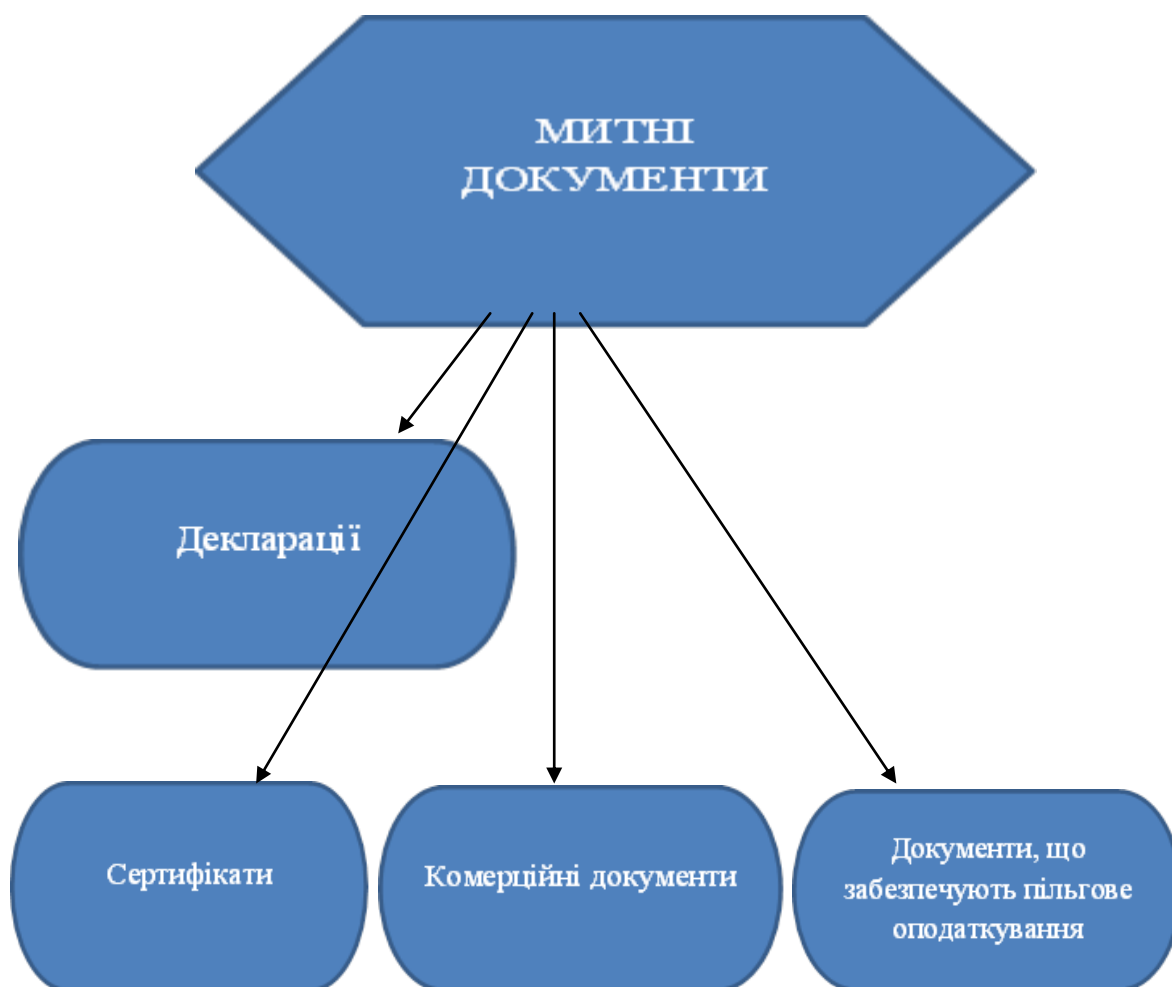 МИТНІ
ДОКУМЕНТИ
Декларації
Сертифікати
Комерційні документи
Документи, що
забезпечують пільгове
оподаткування